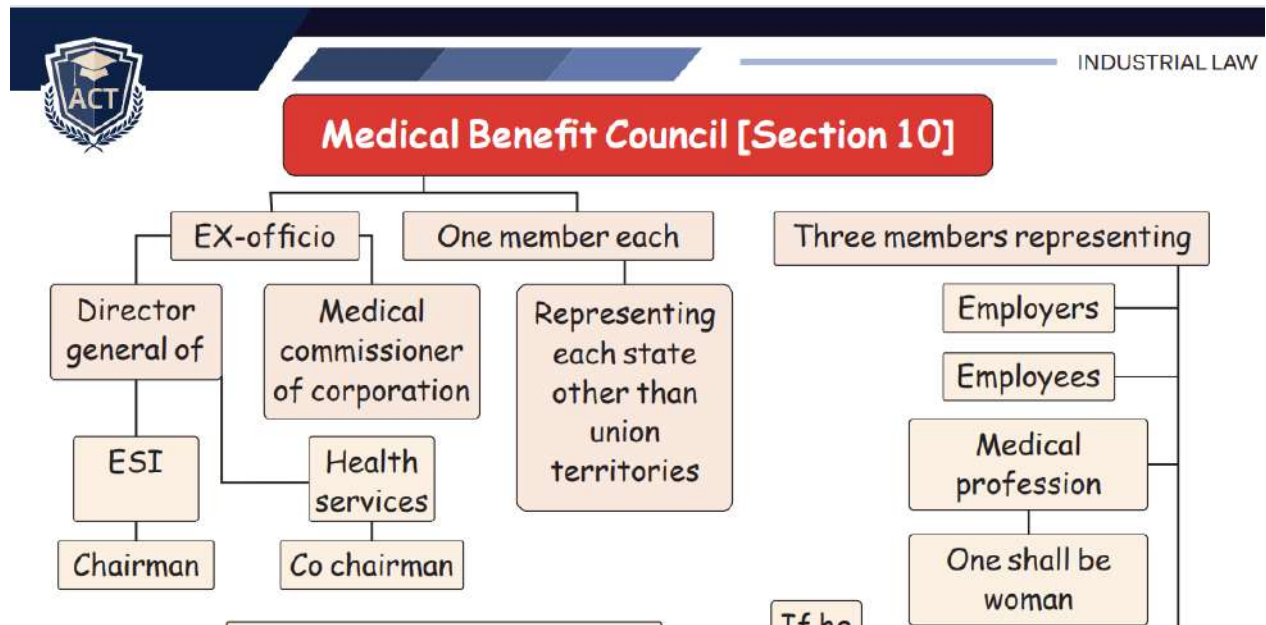 ACT
INDUSTRIAL LAW
Medical Benefit Council [Section 10]
EX-officio
One member each
Three members representing
Director
general of
Medical
commissioner
of corporation
Representing
each state
other than
union
territories
Employers
Employees
Medical
profession
ESI
Health
services
One shall be
woman
Chairman
Co chairman